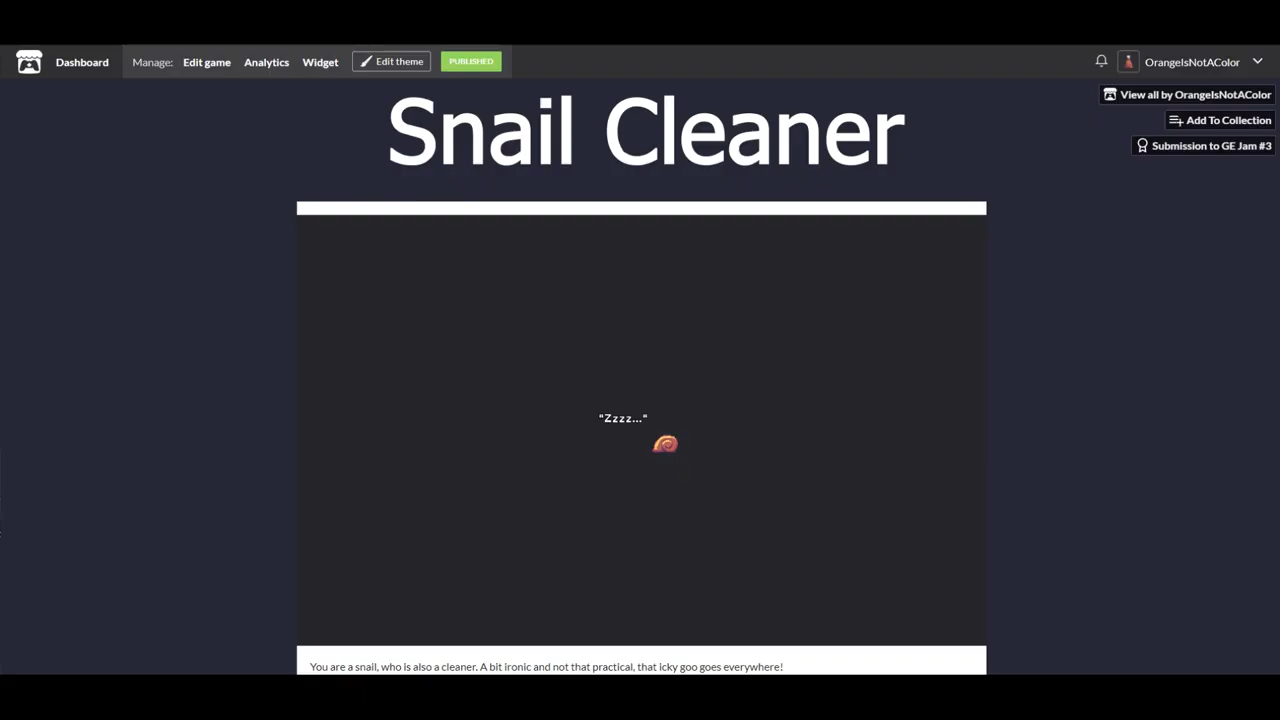 Dashboard Manage: Edit game Analytics Widget Edit theme PUBLISHED OrangeIsNotAColor
View all by OrangeIsNotAColor
Add To Collection
Submission to GE Jam #3
Snail Cleaner
"Zzzz..."
You are a snail, who is also a cleaner. A bit ironic and not that practical, that icky goo goes everywhere!